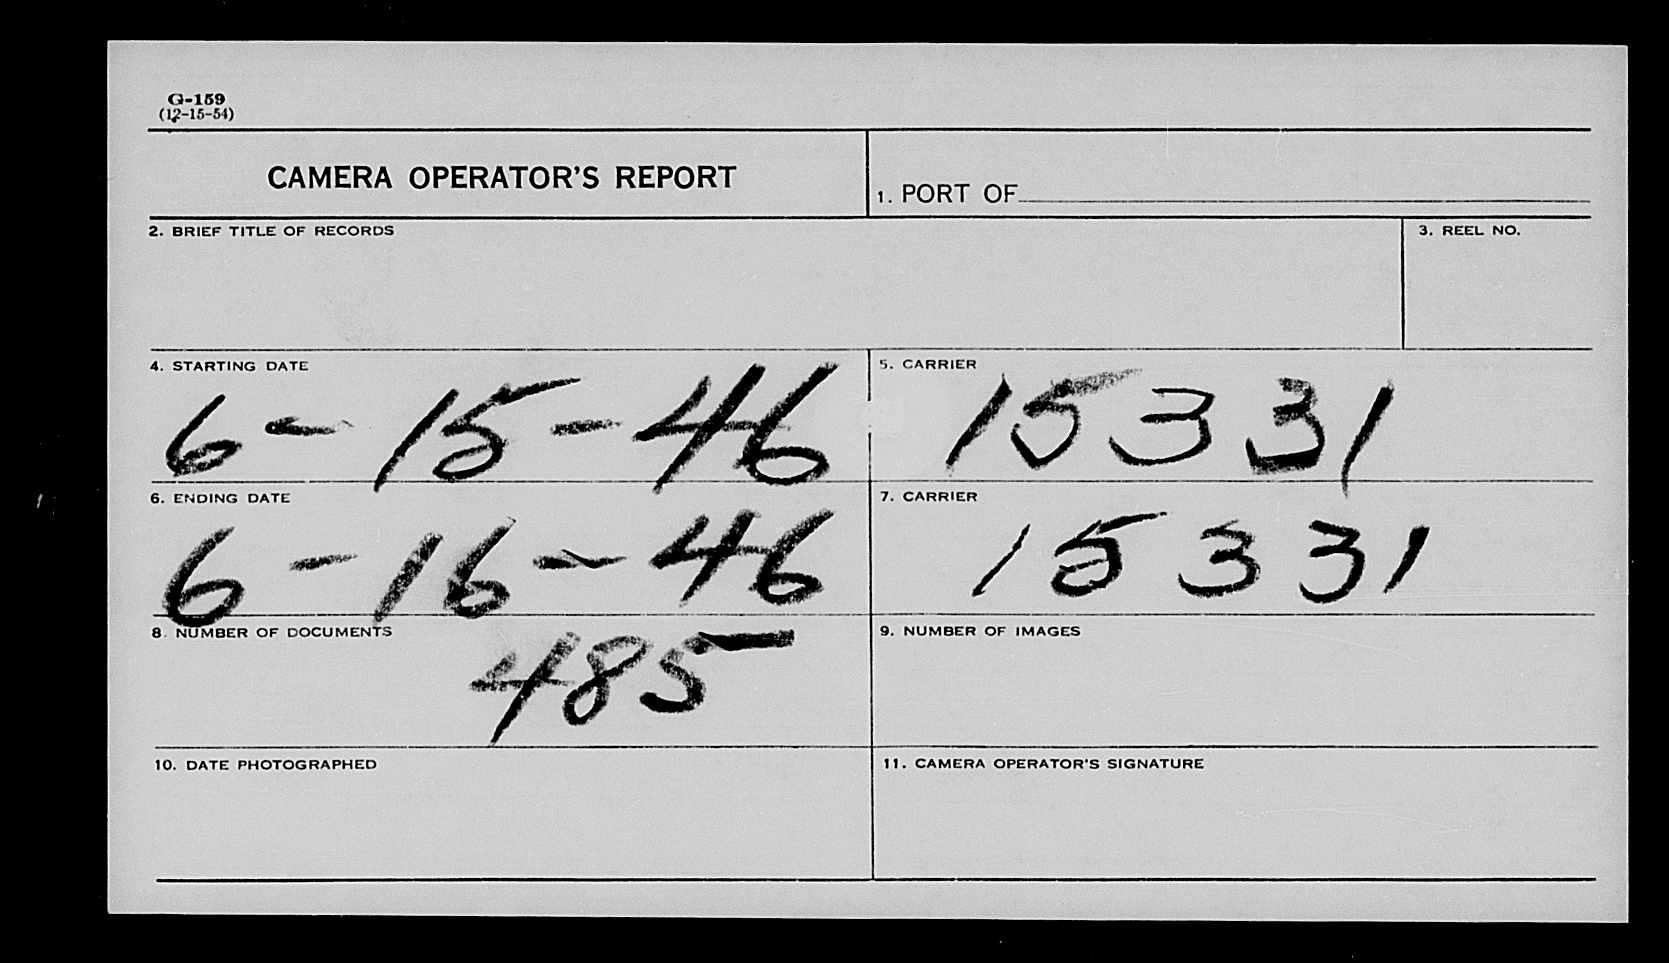 G-159
(12-15-54)
CAMERA OPERATOR'S REPORT
1. PORT OF
2. BRIEF TITLE OF RECORDS
3. REEL NO.
4. STARTING DATE
6-15-46
5. CARRIER
15331
6. ENDING DATE
6-16-46
7. CARRIER
15331
8. NUMBER OF DOCUMENTS
485
9. NUMBER OF IMAGES
10. DATE PHOTOGRAPHED
11. CAMERA OPERATOR'S SIGNATURE